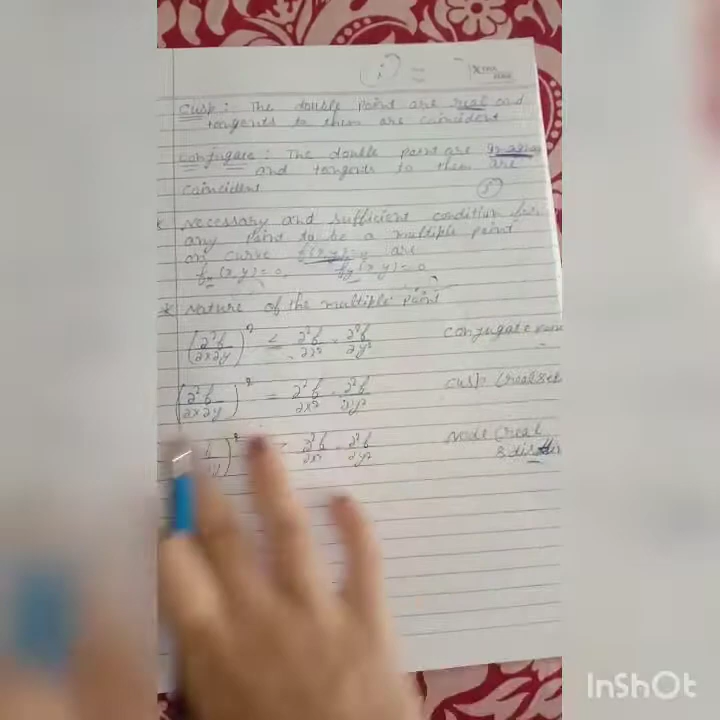 Cusp : The double point are real and
tangents to them are coincident
Conjugate : The double point are
and tangents to them are
coincident
* Necessary and sufficient condition for
any point to be a multiple point
on curve f(x,y)=0 are
fx (x,y)=0 fy (x,y)=0
* Nature of the multiple point
(∂²f/∂x∂y)² < ∂²f/∂x² · ∂²f/∂y² Conjugate
(∂²f/∂x∂y)² = ∂²f/∂x² · ∂²f/∂y² Cusp (real &
∂²f/∂x² · ∂²f/∂y² Node (real
InShOt